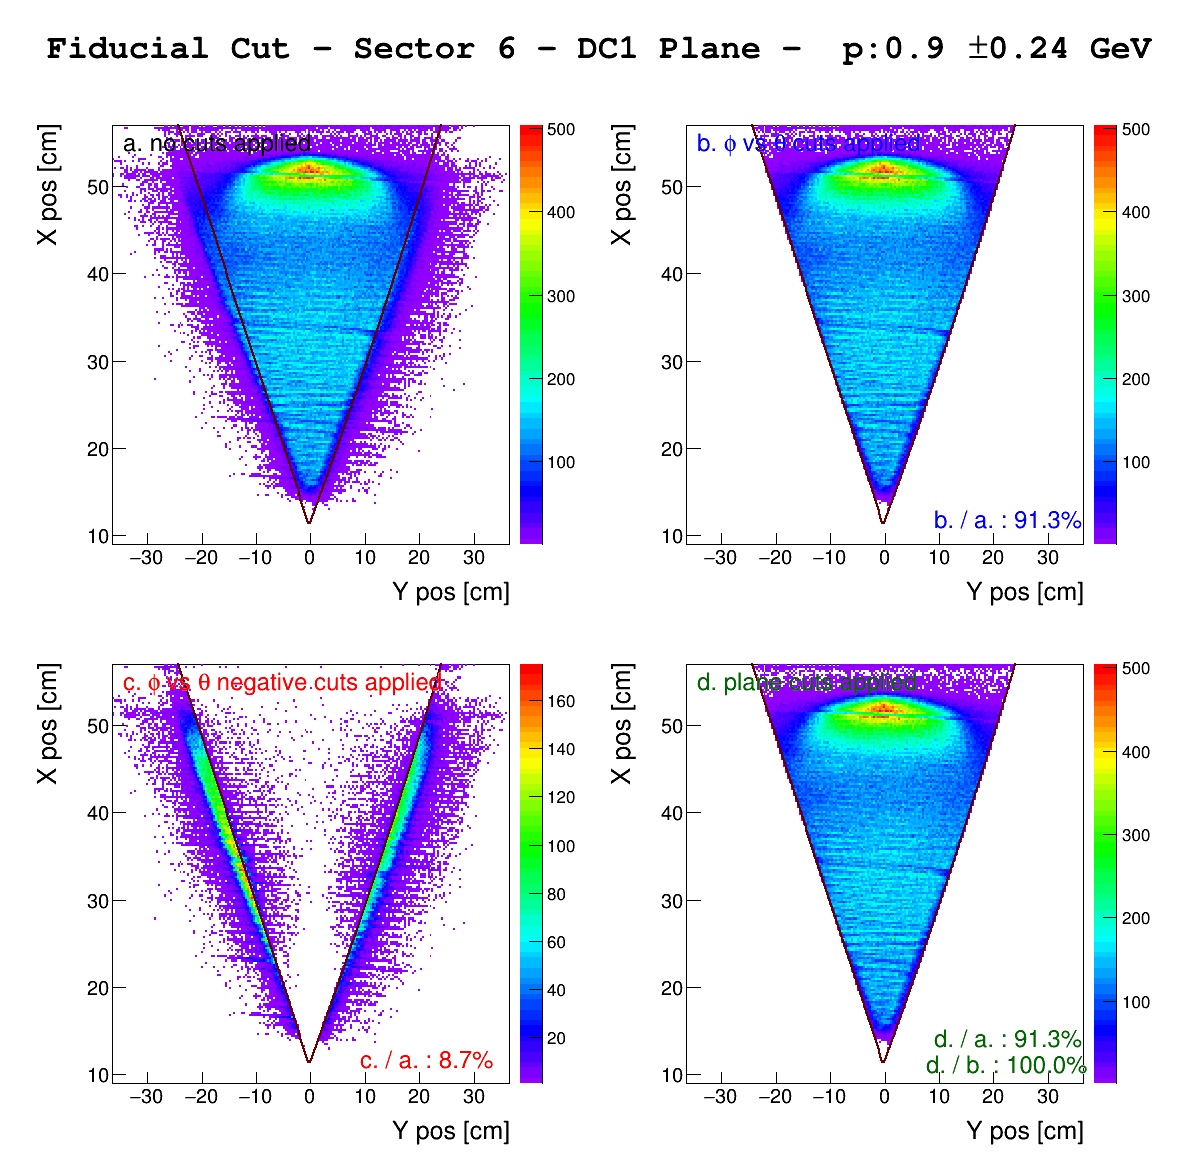 Fiducial Cut – Sector 6 – DC1 Plane – p:0.9 ±0.24 GeV
a. no cuts applied
X pos [cm]
50
40
30
20
10
−30 −20 −10 0 10 20 30
Y pos [cm]
500
400
300
200
100
b. ϕ vs θ cuts applied
X pos [cm]
50
40
30
20
10
−30 −20 −10 0 10 20 30
Y pos [cm]
b. / a. : 91.3%
500
400
300
200
100
c. ϕ vs θ negative cuts applied
X pos [cm]
50
40
30
20
10
−30 −20 −10 0 10 20 30
Y pos [cm]
c. / a. : 8.7%
160
140
120
100
80
60
40
20
d. plane cuts applied
X pos [cm]
50
40
30
20
10
−30 −20 −10 0 10 20 30
Y pos [cm]
d. / a. : 91.3%
d. / b. : 100.0%
500
400
300
200
100